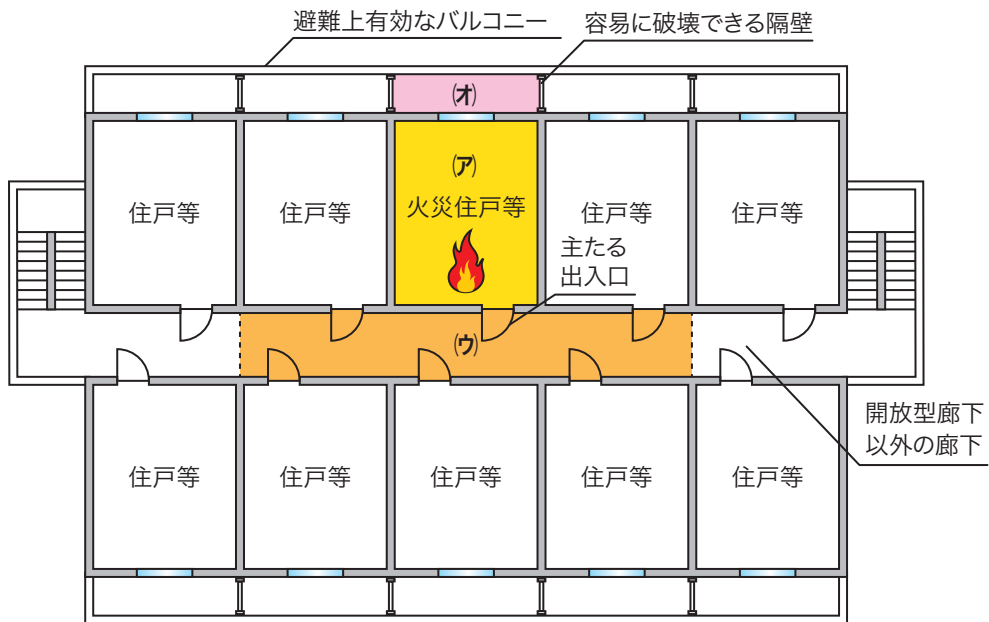 避難上有効なバルコニー
容易に破壊できる隔壁
(オ)
(ア)
住戸等
住戸等
火災住戸等
住戸等
住戸等
主たる
出入口
(ウ)
開放型廊下
以外の廊下
住戸等
住戸等
住戸等
住戸等
住戸等